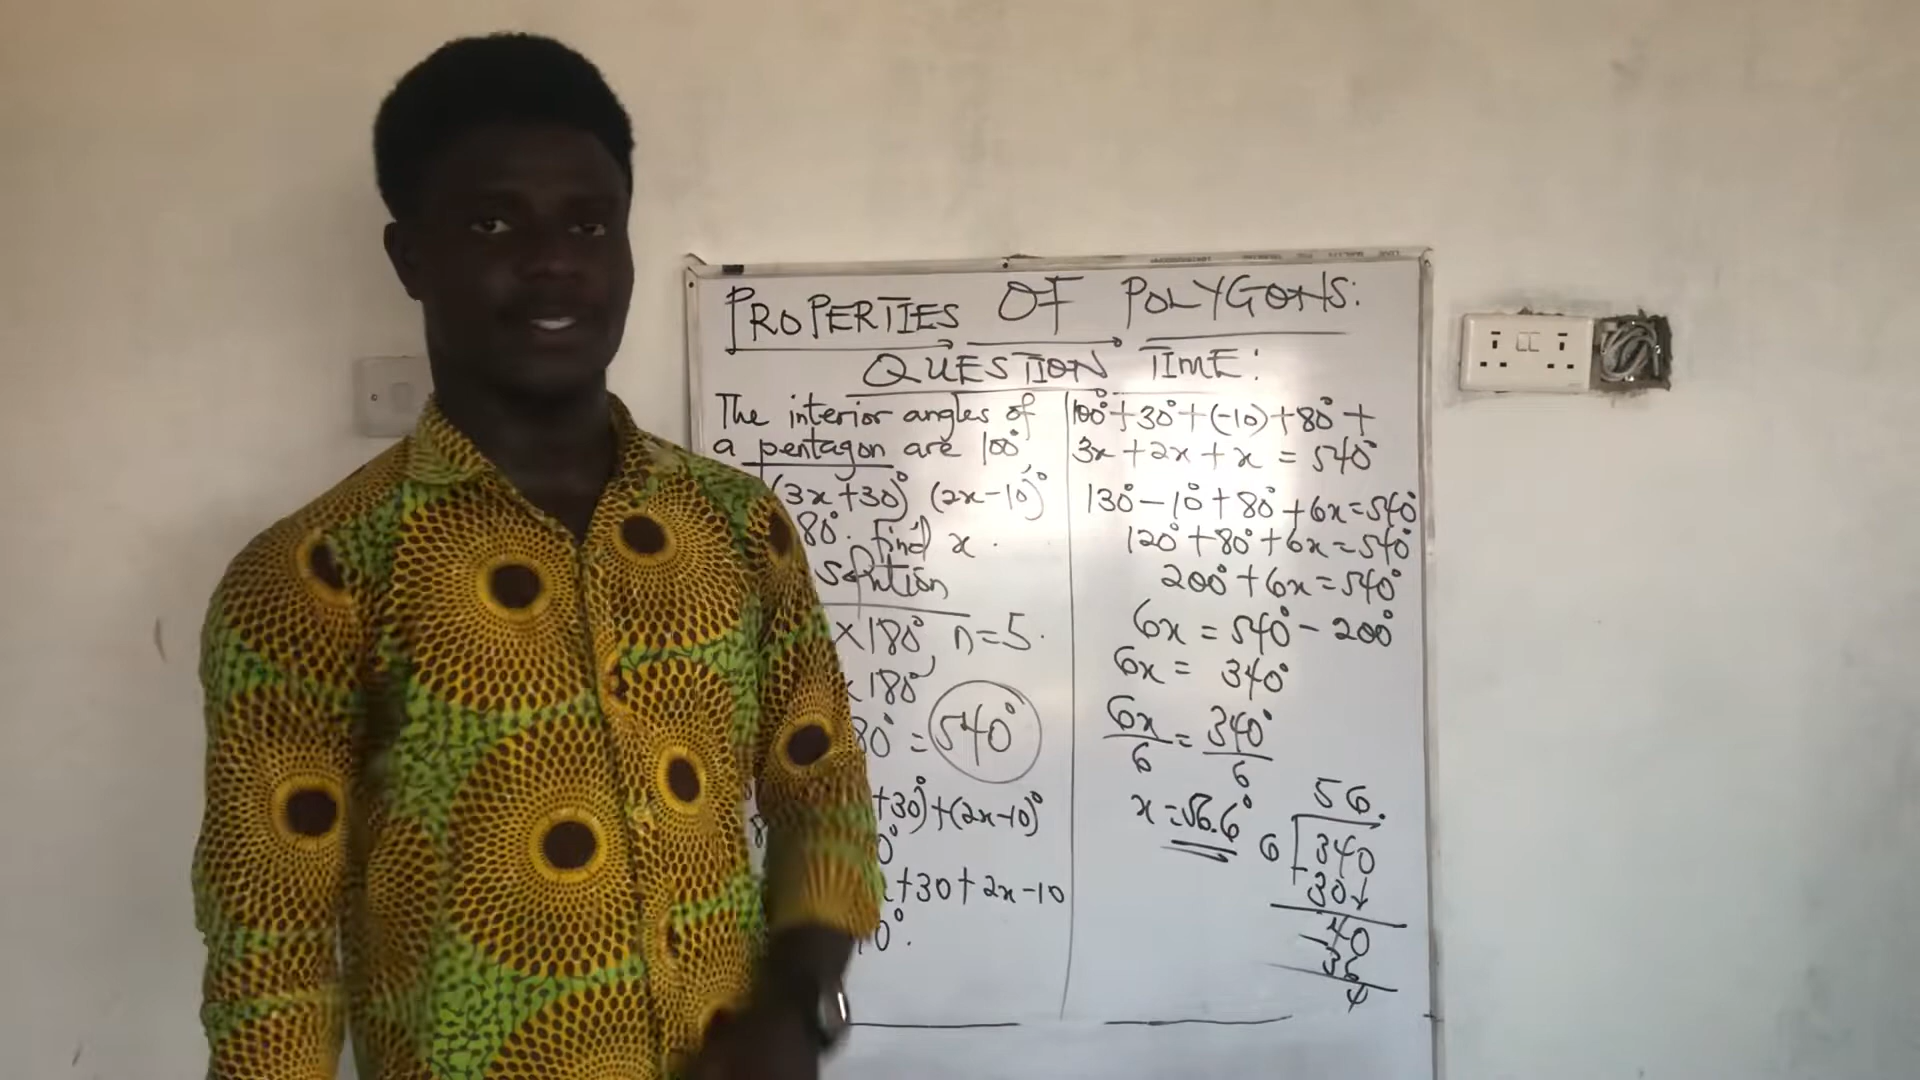 PROPERTIES OF POLYGONS:
QUESTION TIME:
The interior angles of
a pentagon are 100°,
(3x+30)° (2x-10)°
80°. find x.
Solution
×180° n=5.
×180°
80° = 540°
+30)°+(2x-10)°
0°
+30+2x-10
0°.
100°+30°+(-10)+80°+
3x+2x+x = 540°
130°-10°+80°+6x=540°
120°+80°+6x=540°
200°+6x=540°
6x = 540°-200°
6x = 340°
6x/6 = 340°/6
x=56.6°
56.
6 340
30↓
40
36
4